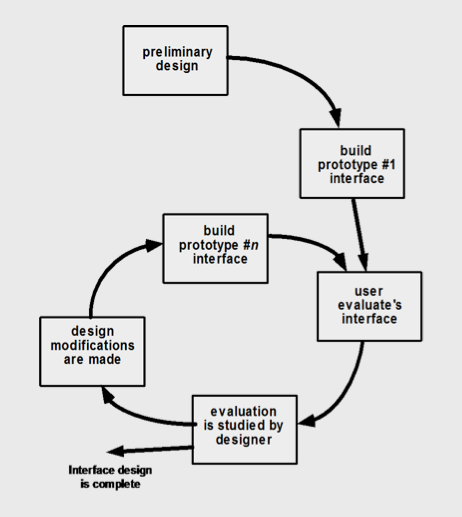 preliminary
design
build
prototype #1
interface
build
prototype #n
interface
user
evaluate's
interface
design
modifications
are made
evaluation
is studied by
designer
Interface design
is complete